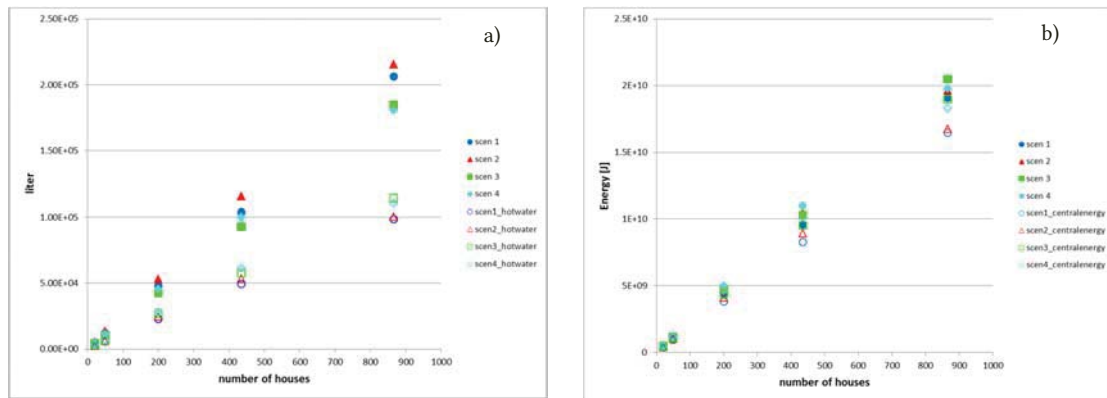 a)
2.50E+05
2.00E+05
1.50E+05
1.00E+05
5.00E+04
0.00E+00
liter
0 100 200 300 400 500 600 700 800 900 1000
number of houses
scen 1
scen 2
scen 3
scen 4
scen1_hotwater
scen2_hotwater
scen3_hotwater
scen4_hotwater
b)
2.5E+10
2E+10
1.5E+10
1E+10
5E+09
0
Energy [J]
0 100 200 300 400 500 600 700 800 900 1000
number of houses
scen 1
scen 2
scen 3
scen 4
scen1_centralenergy
scen2_centralenergy
scen3_centralenergy
scen4_centralenergy